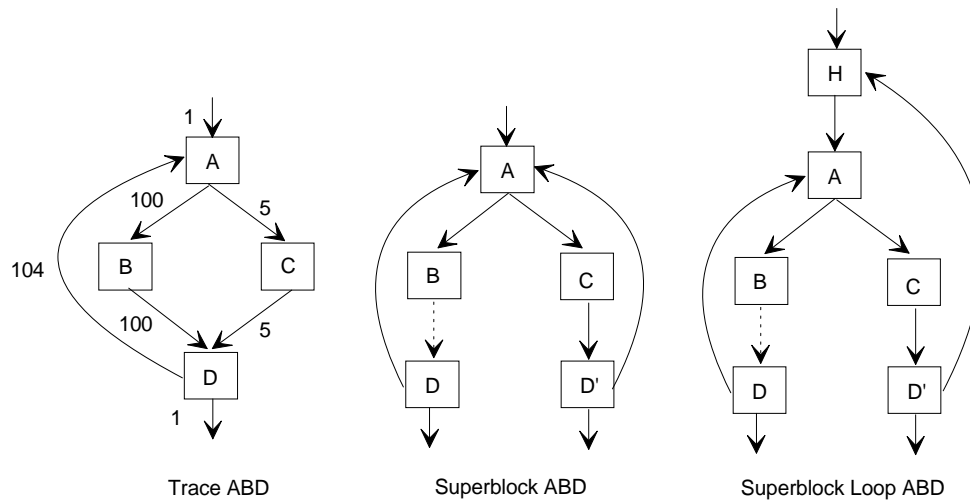 1
A
100
5
B
C
104
100
5
D
1
Trace ABD
A
B
C
D
D'
Superblock ABD
H
A
B
C
D
D'
Superblock Loop ABD